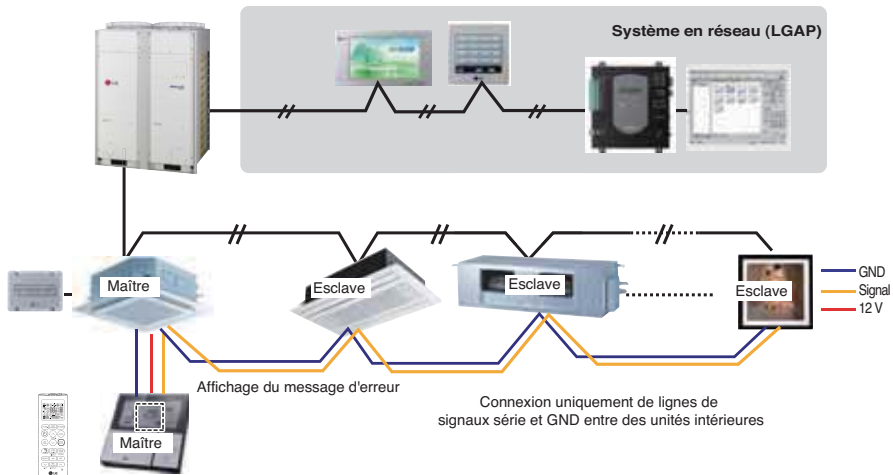 Système en réseau (LGAP)
Maître
Esclave
Esclave
Esclave
GND
Signal
12 V
Affichage du message d'erreur
Connexion uniquement de lignes de
signaux série et GND entre des unités intérieures
Maître